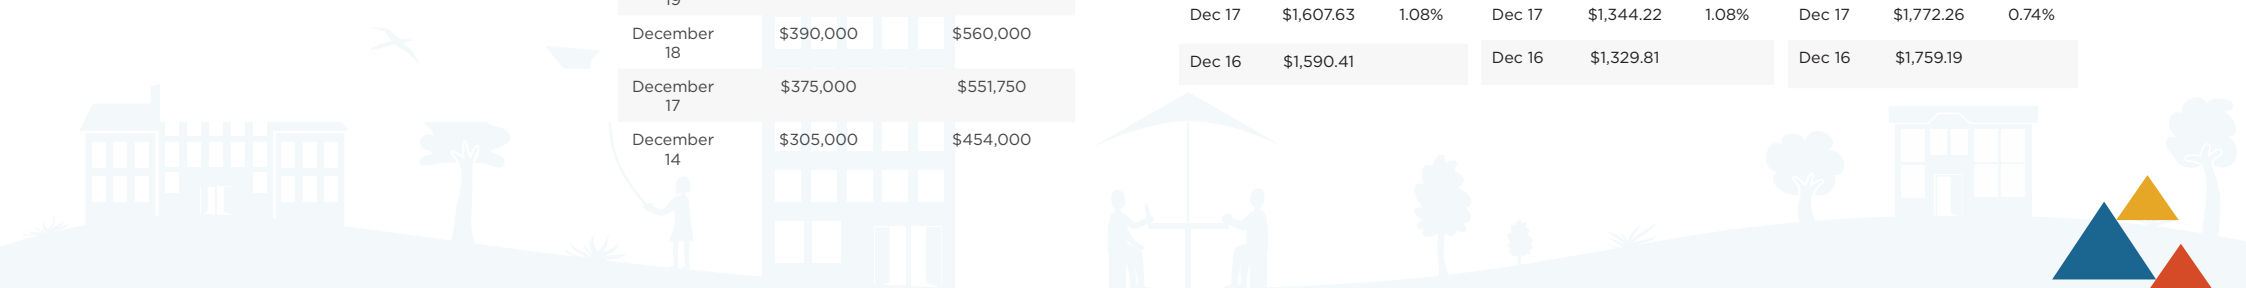 19
December $390,000 $560,000
18
December $375,000 $551,750
17
December $305,000 $454,000
14
Dec 17 $1,607.63 1.08%
Dec 16 $1,590.41
Dec 17 $1,344.22 1.08%
Dec 16 $1,329.81
Dec 17 $1,772.26 0.74%
Dec 16 $1,759.19